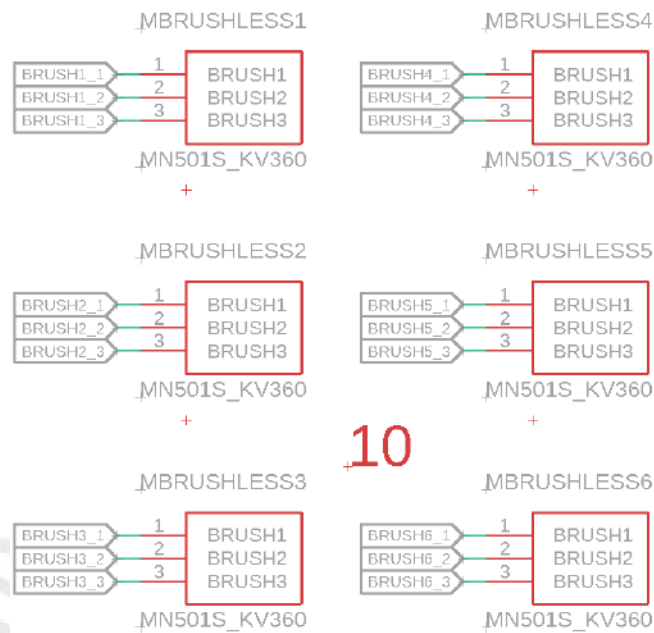 MBRUSHLESS1
BRUSH1_1 1 BRUSH1
BRUSH1_2 2 BRUSH2
BRUSH1_3 3 BRUSH3
MN501S_KV360
MBRUSHLESS4
BRUSH4_1 1 BRUSH1
BRUSH4_2 2 BRUSH2
BRUSH4_3 3 BRUSH3
MN501S_KV360
MBRUSHLESS2
BRUSH2_1 1 BRUSH1
BRUSH2_2 2 BRUSH2
BRUSH2_3 3 BRUSH3
MN501S_KV360
MBRUSHLESS5
BRUSH5_1 1 BRUSH1
BRUSH5_2 2 BRUSH2
BRUSH5_3 3 BRUSH3
MN501S_KV360
10
MBRUSHLESS3
BRUSH3_1 1 BRUSH1
BRUSH3_2 2 BRUSH2
BRUSH3_3 3 BRUSH3
MN501S_KV360
MBRUSHLESS6
BRUSH6_1 1 BRUSH1
BRUSH6_2 2 BRUSH2
BRUSH6_3 3 BRUSH3
MN501S_KV360